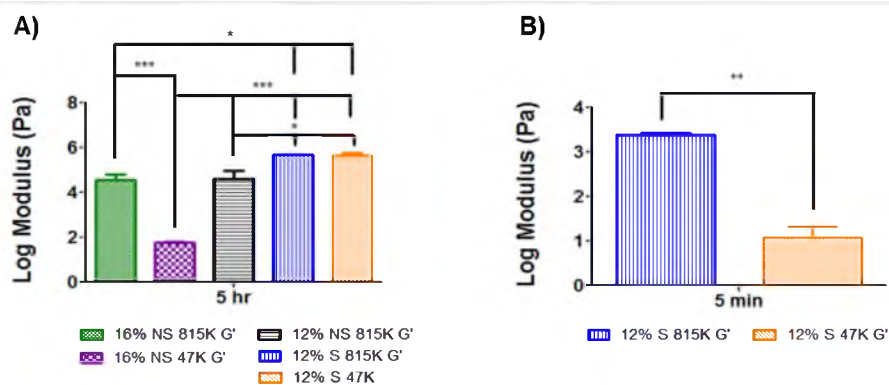 A)
B)
*
***
***
*
**
Log Modulus (Pa)
8
6
4
2
0
5 hr
Log Modulus (Pa)
4
3
2
1
0
5 min
16% NS 815K G'
12% NS 815K G'
16% NS 47K G'
12% S 815K G'
12% S 47K
12% S 815K G'
12% S 47K G'